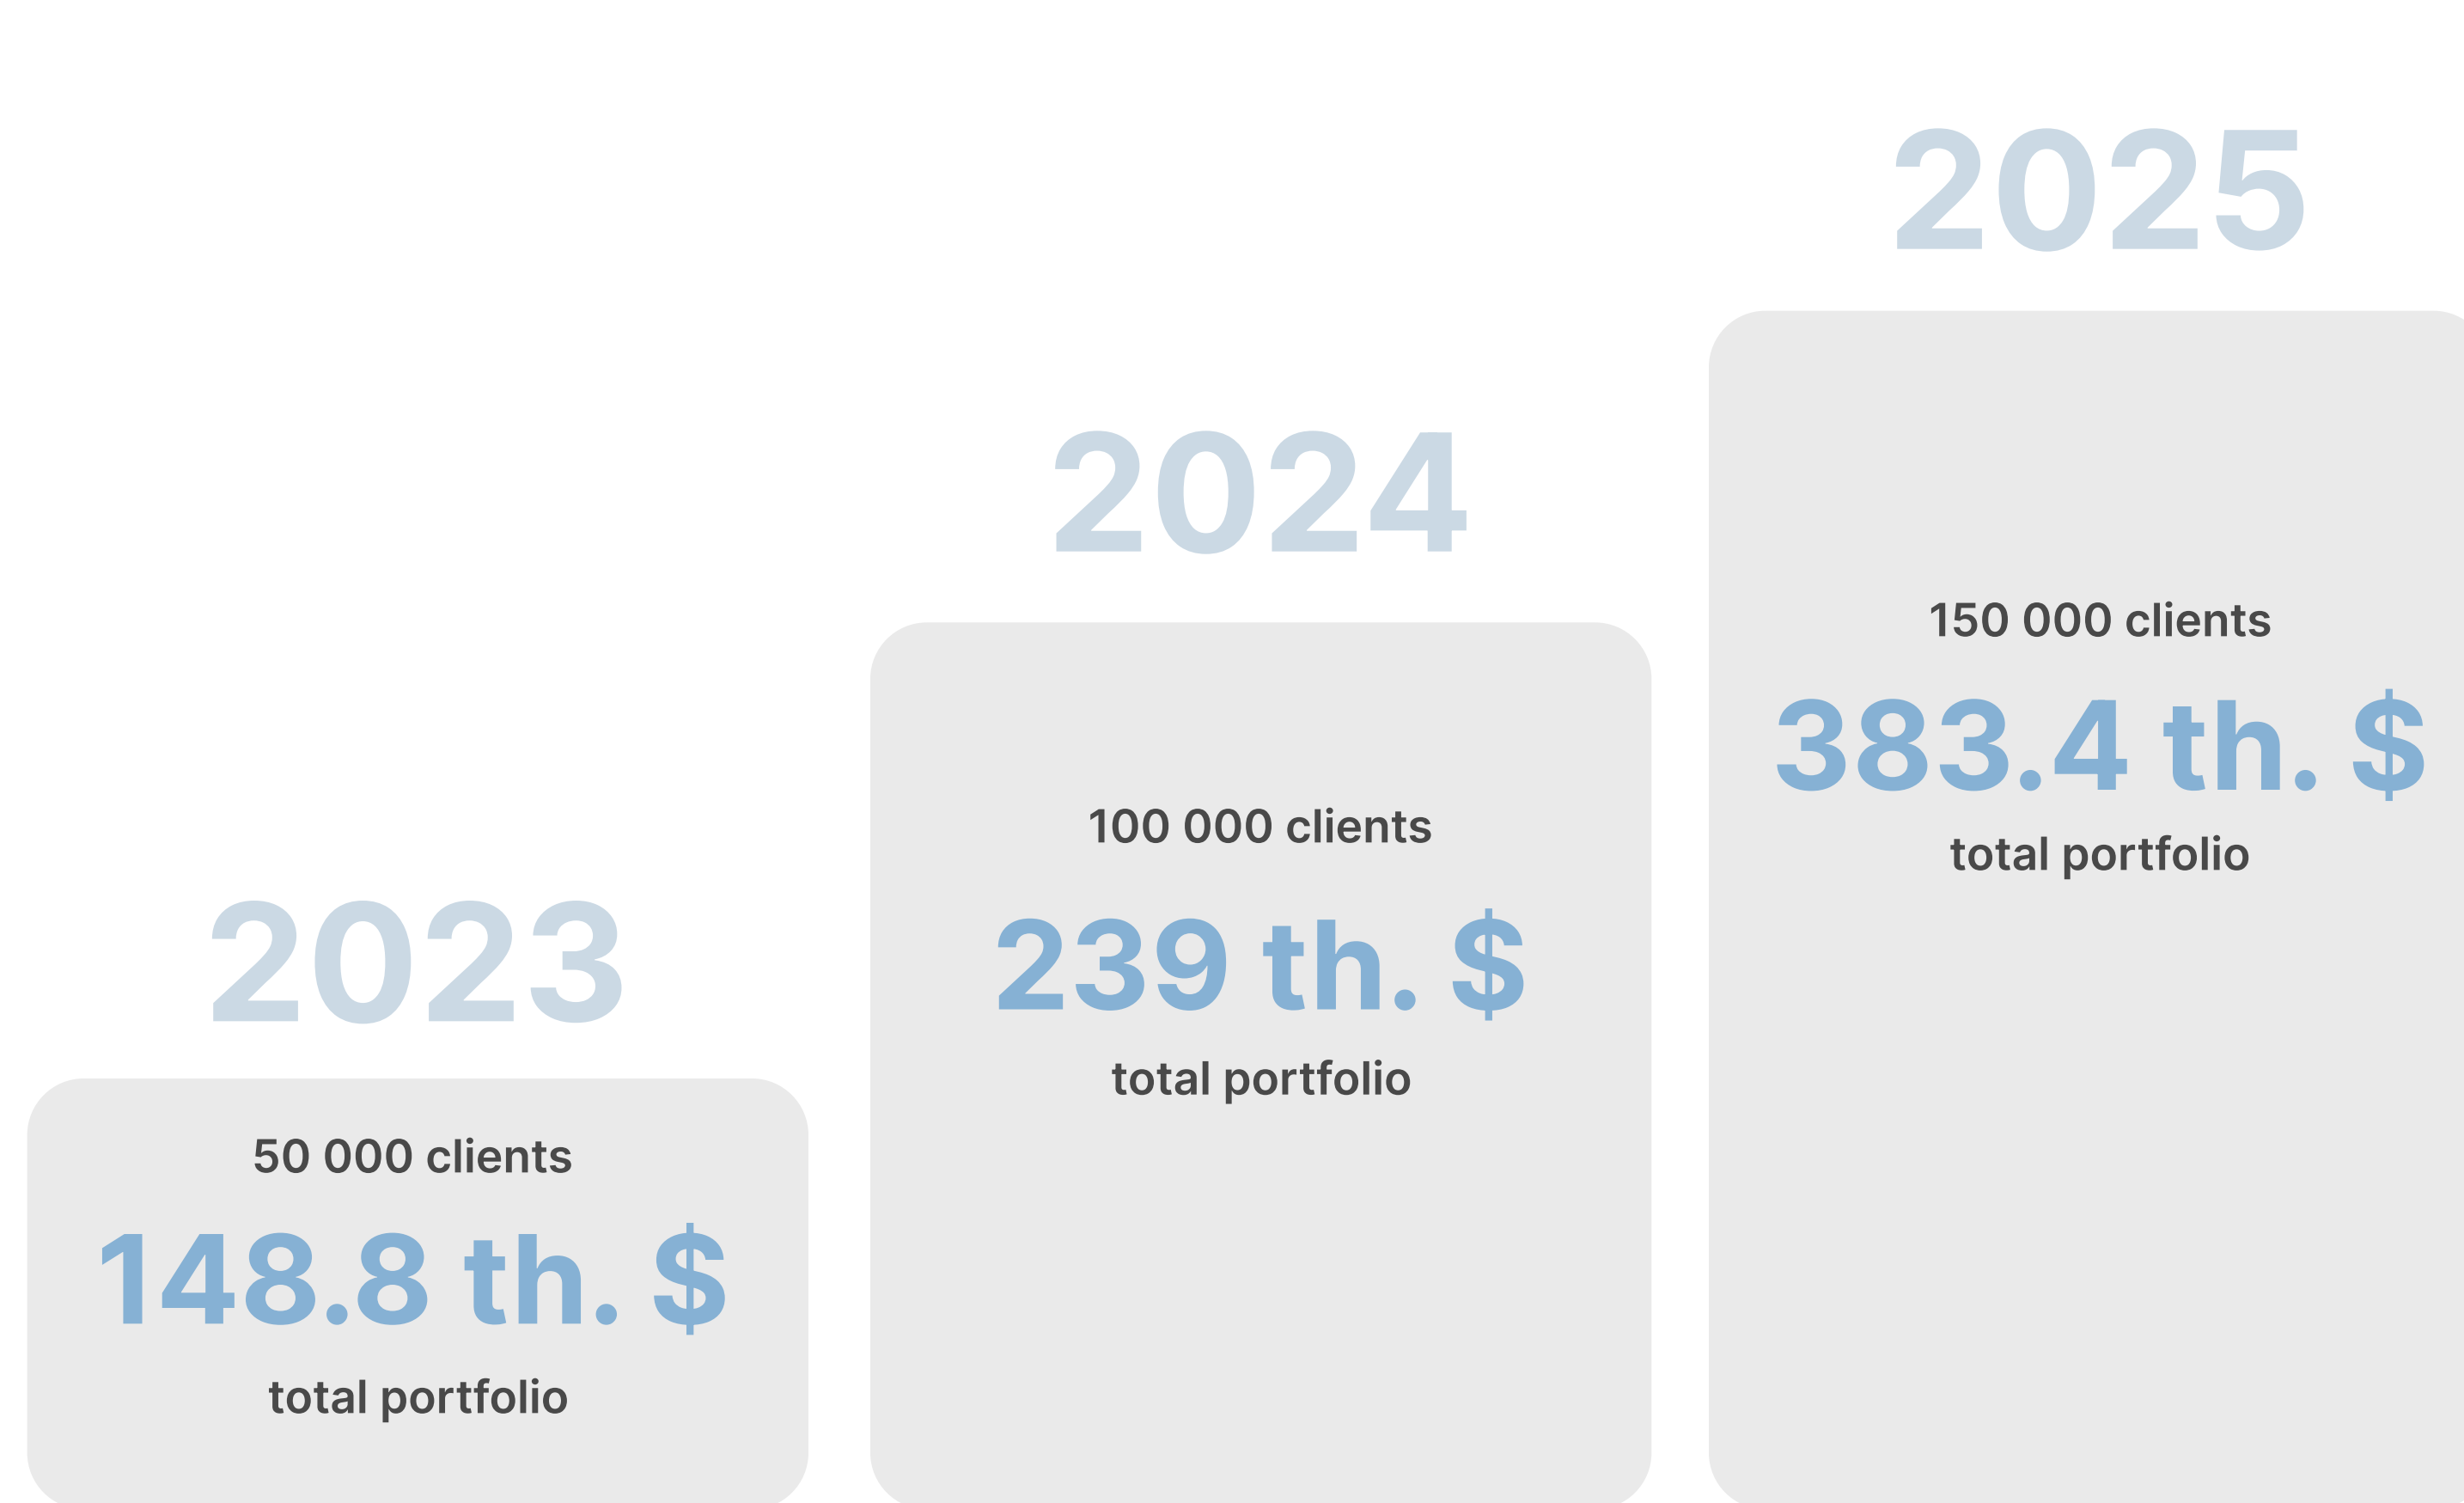 2023
50 000 clients
148.8 th. $
total portfolio
2024
100 000 clients
239 th. $
total portfolio
2025
150 000 clients
383.4 th. $
total portfolio